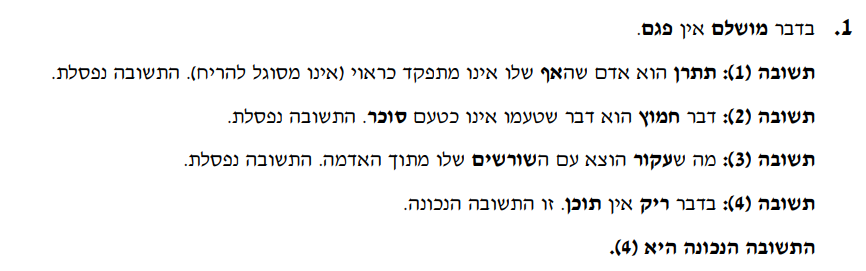 1. בדבר מושלם אין פגם.
תשובה (1): תתרן הוא אדם שהאף שלו אינו מתפקד כראוי (אינו מסוגל להריח). התשובה נפסלת.
תשובה (2): דבר חמוץ הוא דבר שטעמו אינו כטעם סוכר. התשובה נפסלת.
תשובה (3): מה שעקור הוצא עם השורשים שלו מתוך האדמה. התשובה נפסלת.
תשובה (4): בדבר ריק אין תוכן. זו התשובה הנכונה.
התשובה הנכונה היא (4).